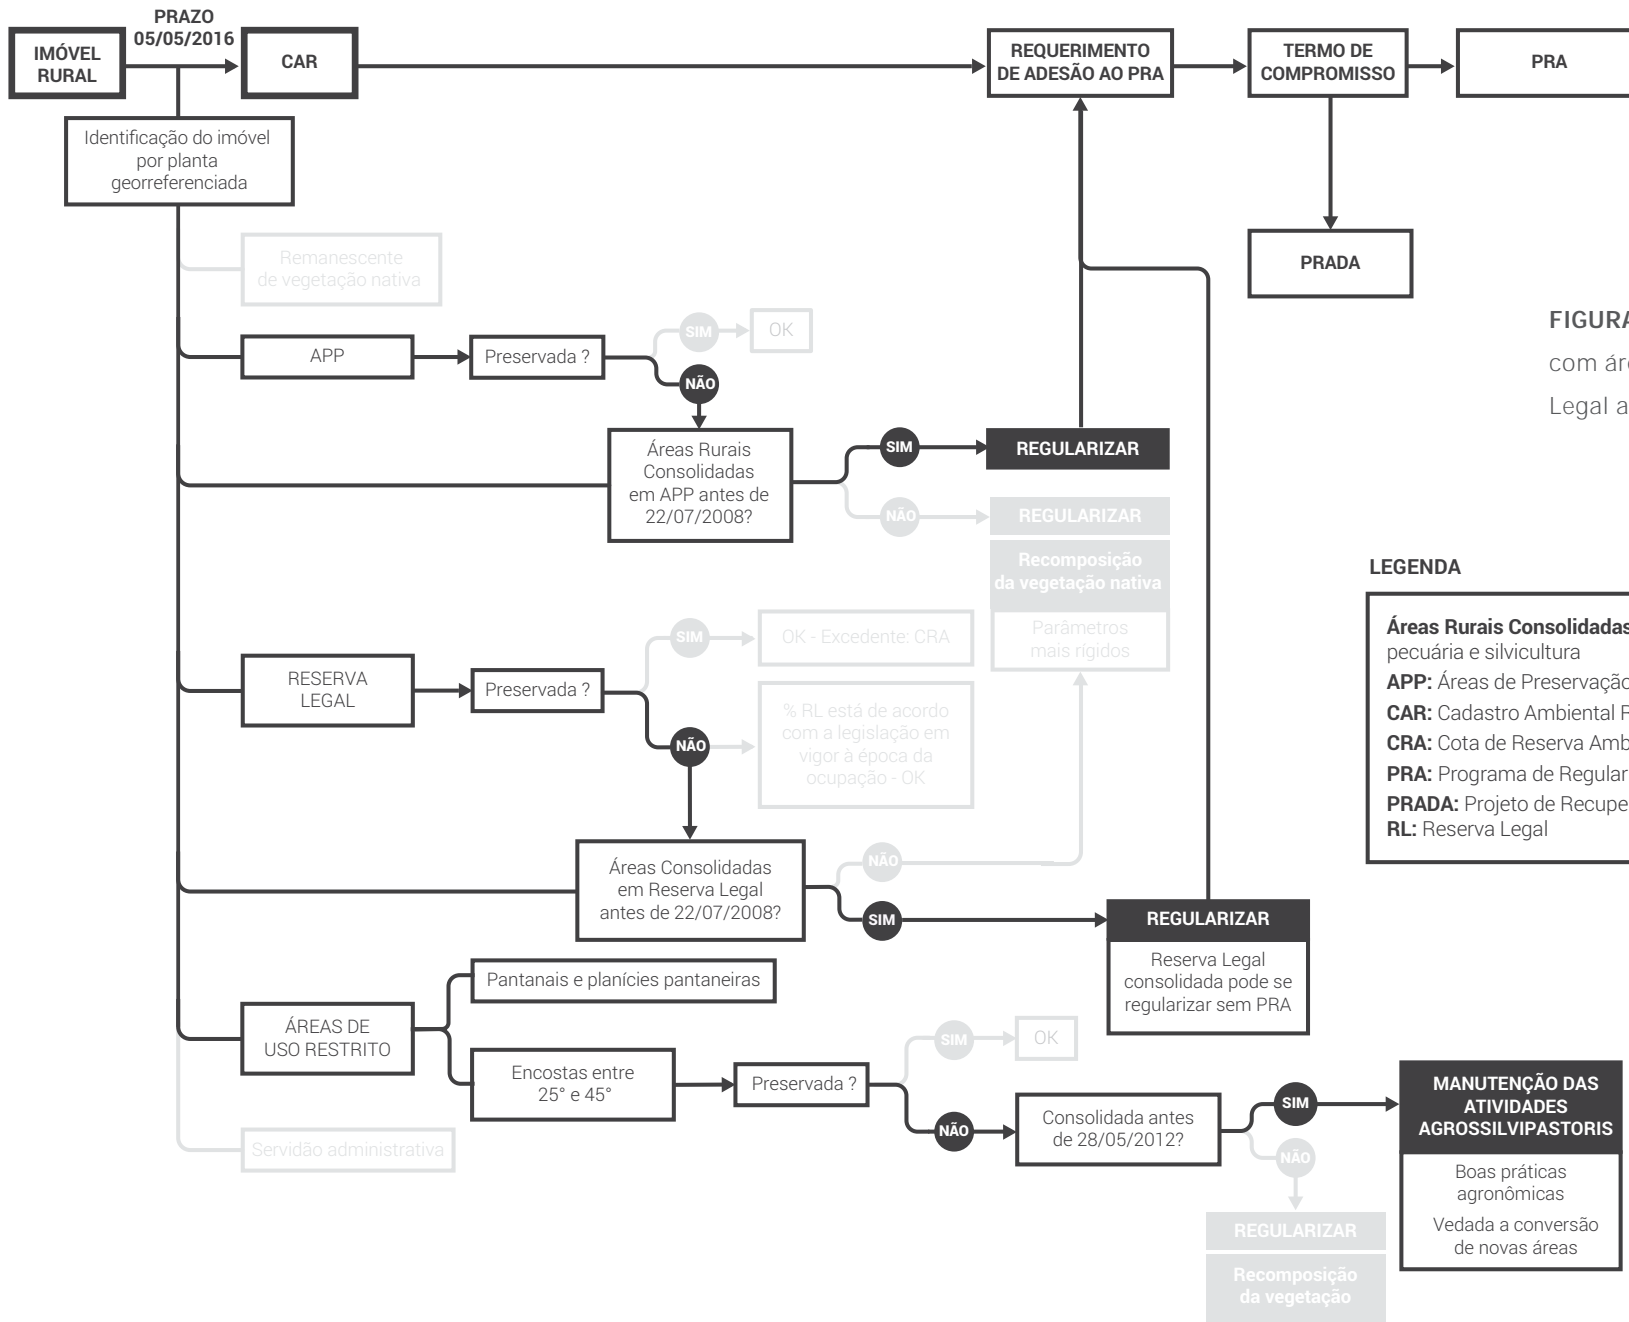 PRAZO
05/05/2016
IMÓVEL
RURAL
CAR
REQUERIMENTO
DE ADESÃO AO PRA
TERMO DE
COMPROMISSO
PRA
Identificação do imóvel
por planta
georreferenciada
PRADA
Remanescente
de vegetação nativa
FIGURA
com
Legal a
APP
Preservada ?
SIM
OK
NÃO
Áreas Rurais
Consolidadas
em APP antes de
22/07/2008?
SIM
REGULARIZAR
NÃO
REGULARIZAR
Recomposição
da vegetação nativa
Parâmetros
mais rígidos
LEGENDA
Áreas Rurais Consolidadas
pecuária e silvicultura
APP: Áreas de Preservação
CAR: Cadastro Ambiental R
CRA: Cota de Reserva Amb
PRA: Programa de Regular
PRADA: Projeto de Recupe
RL: Reserva Legal
RESERVA
LEGAL
Preservada ?
SIM
OK - Excedente: CRA
NÃO
% RL está de acordo
com a legislação em
vigor à época da
ocupação - OK
Áreas Consolidadas
em Reserva Legal
antes de 22/07/2008?
NÃO
SIM
REGULARIZAR
Reserva Legal
consolidada pode se
regularizar sem PRA
ÁREAS DE
USO RESTRITO
Pantanais e planícies pantaneiras
Encostas entre
25° e 45°
Preservada ?
SIM
OK
NÃO
Consolidada antes
de 28/05/2012?
SIM
MANUTENÇÃO DAS
ATIVIDADES
AGROSSILVIPASTORIS
Boas práticas
agronômicas
Vedada a conversão
de novas áreas
NÃO
REGULARIZAR
Recomposição
da vegetação
Servidão administrativa